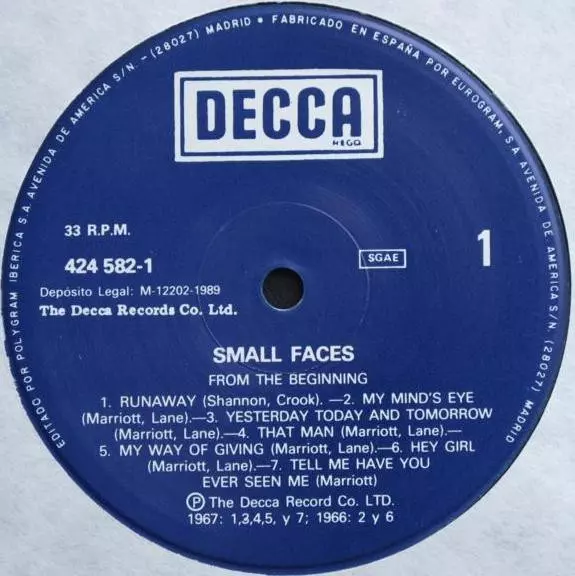 EDITADO POR POLYGRAM IBERICA S.A. AVENIDA DE AMERICA S/N. - (28027) MADRID • FABRICADO EN ESPAÑA POR EUROGRAM, S.A. AVENIDA DE AMERICA S/N. (28027) MADRID
DECCA
REGD
33 R.P.M.
424 582-1
SGAE
1
Depósito Legal: M-12202-1989
The Decca Records Co. Ltd.
SMALL FACES
FROM THE BEGINNING
1. RUNAWAY (Shannon, Crook). —2. MY MIND'S EYE
(Marriott, Lane).—3. YESTERDAY TODAY AND TOMORROW
(Marriott, Lane).—4. THAT MAN (Marriott, Lane).—
5. MY WAY OF GIVING (Marriott, Lane).—6. HEY GIRL
(Marriott, Lane).—7. TELL ME HAVE YOU
EVER SEEN ME (Marriott)
Ⓟ The Decca Record Co. LTD.
1967: 1,3,4,5, y 7; 1966: 2 y 6